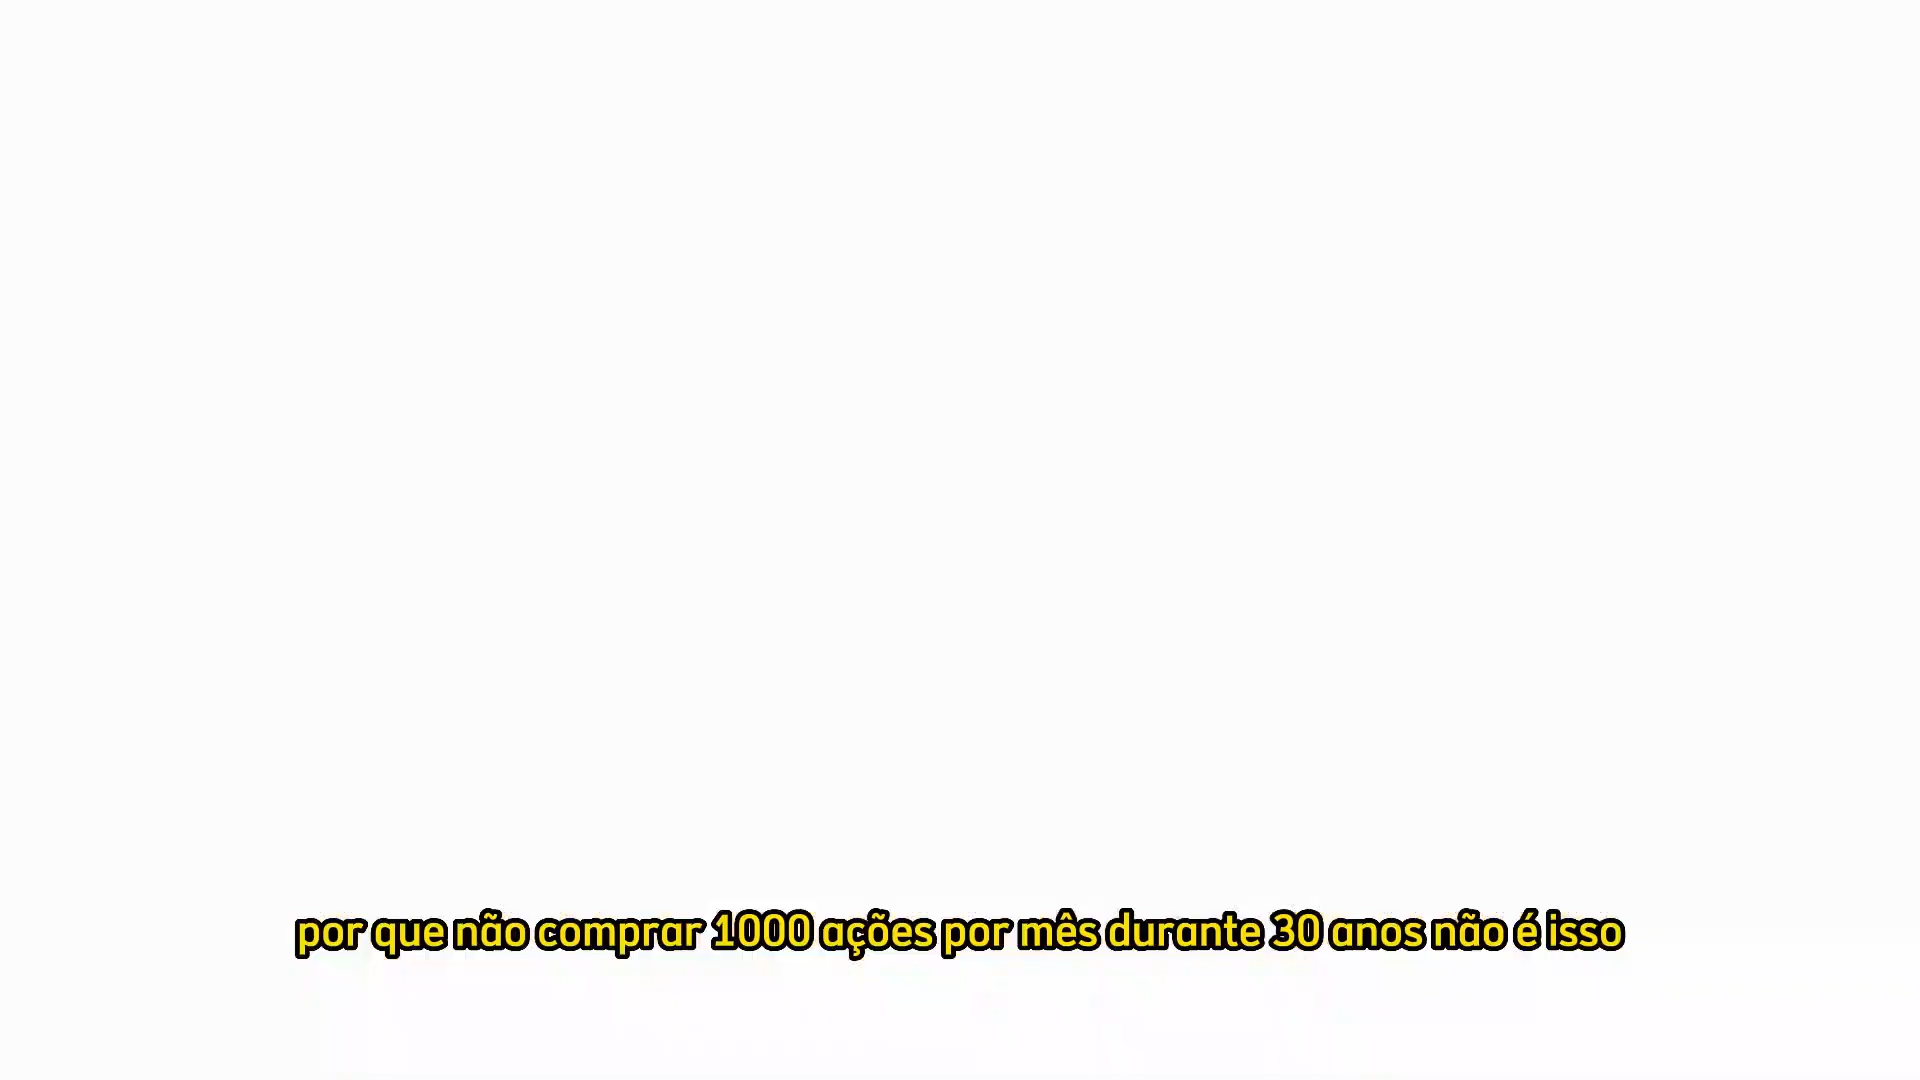 por que não comprar 1000 ações por mês durante 30 anos não é isso